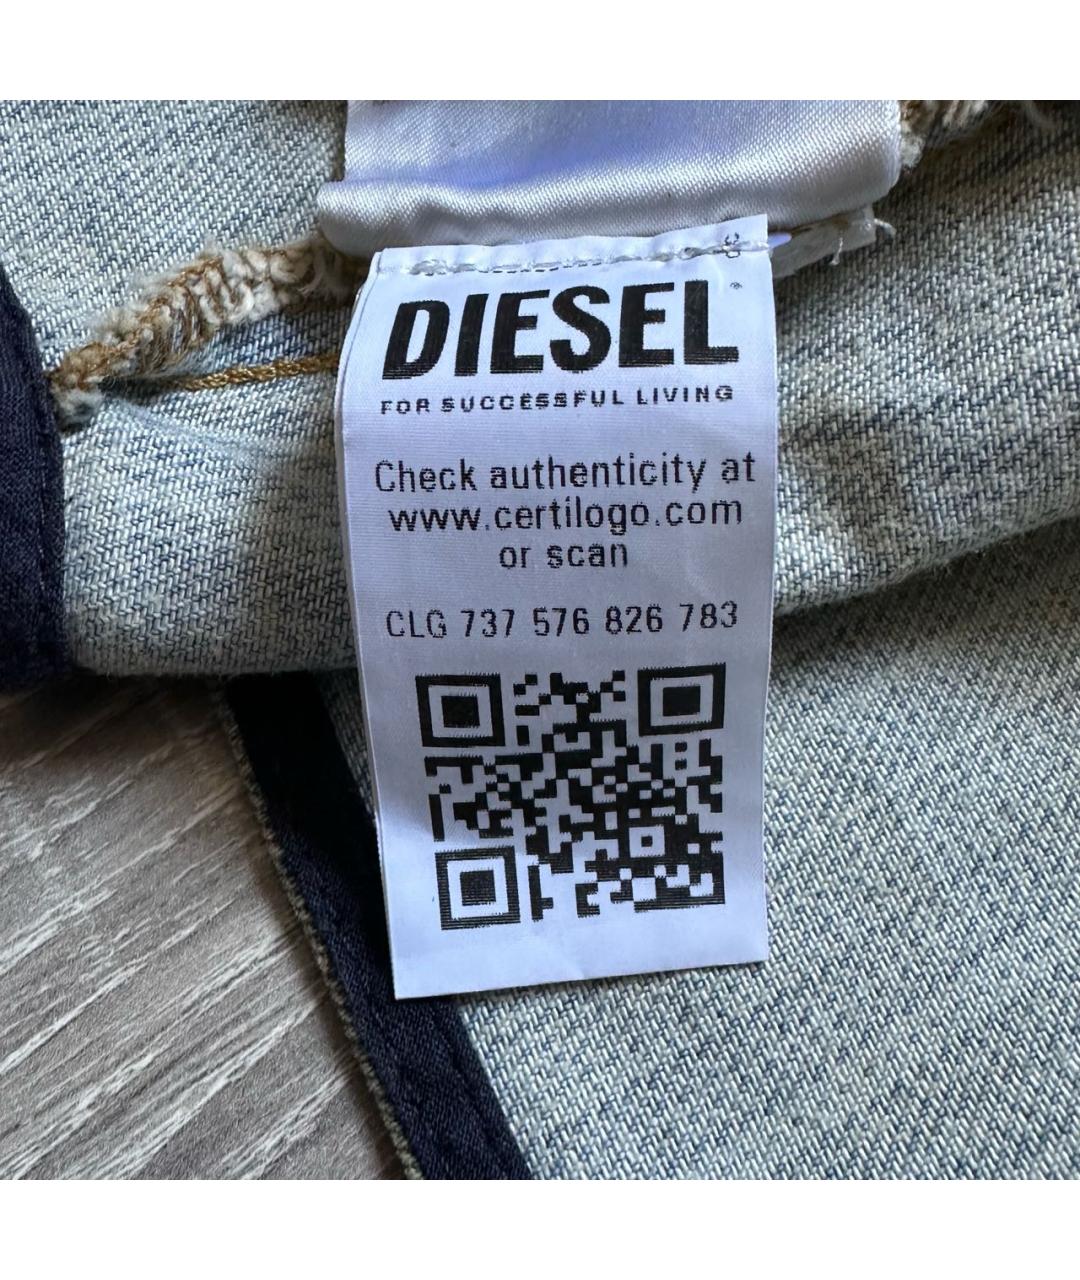 DIESEL®
FOR SUCCESSFUL LIVING
Check authenticity at
www.certilogo.com
or scan
CLG 737 576 826 783